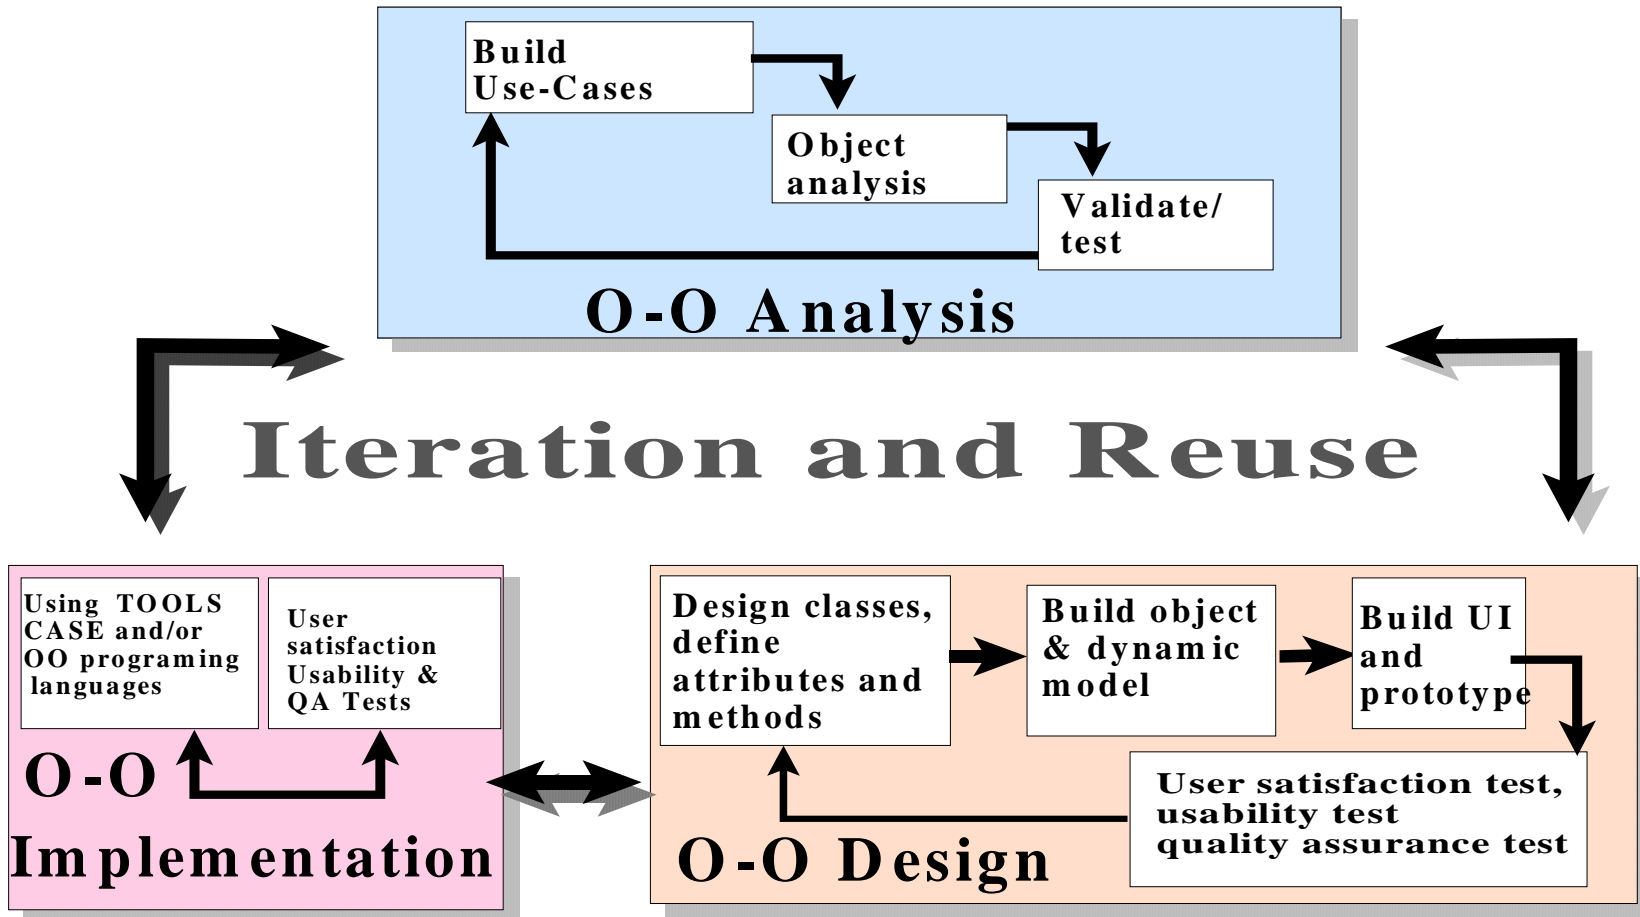 Build
Use-Cases
Object
analysis
Validate/
test
O-O Analysis
Iteration and Reuse
Using TOOLS
CASE and/or
OO programing
languages
User
satisfaction
Usability &
QA Tests
O-O
Implementation
Design classes,
define
attributes and
methods
Build object
& dynamic
model
Build UI
and
prototype
User satisfaction test,
usability test
quality assurance test
O-O Design